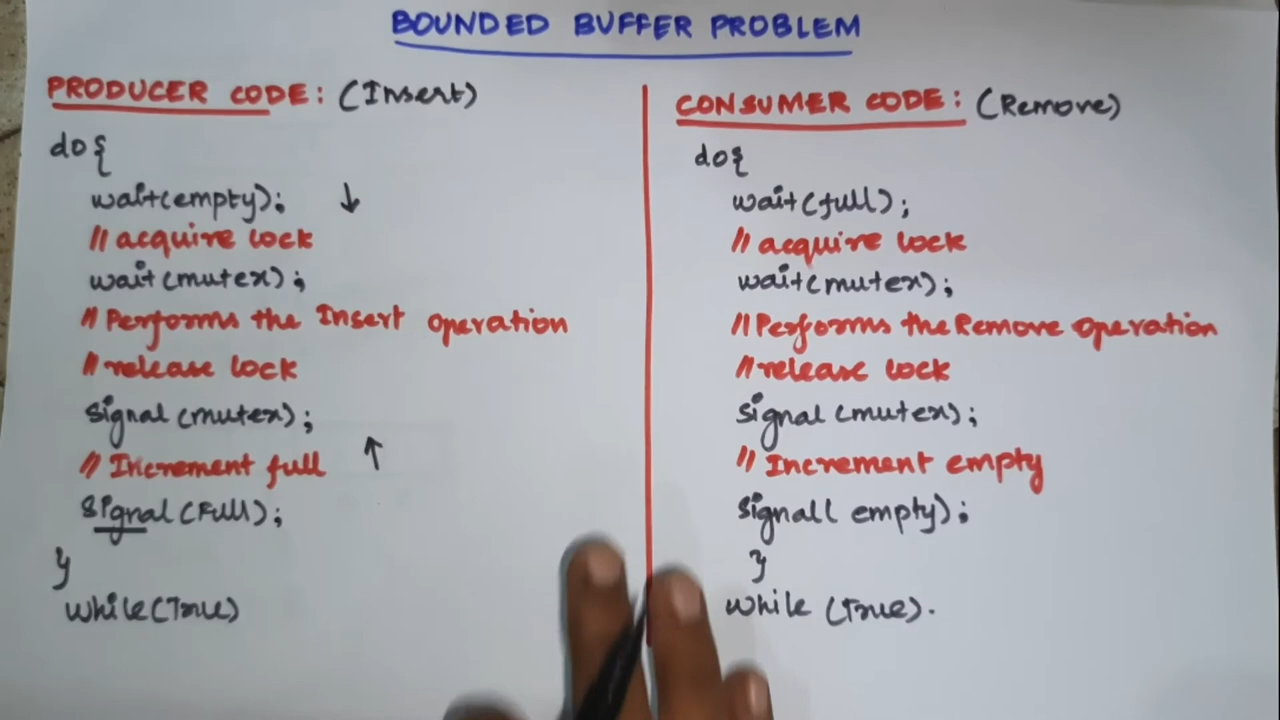 BOUNDED BUFFER PROBLEM
PRODUCER CODE: (Insert)
do{
wait(empty);
// acquire lock
wait(mutex);
// Performs the Insert operation
// release lock
signal(mutex);
// Increment full
signal(Full);
}
while(True)
CONSUMER CODE: (Remove)
do{
wait(full);
// acquire lock
wait(mutex);
// Performs the Remove operation
// release lock
signal(mutex);
// Increment empty
signal( empty);
}
while (True).